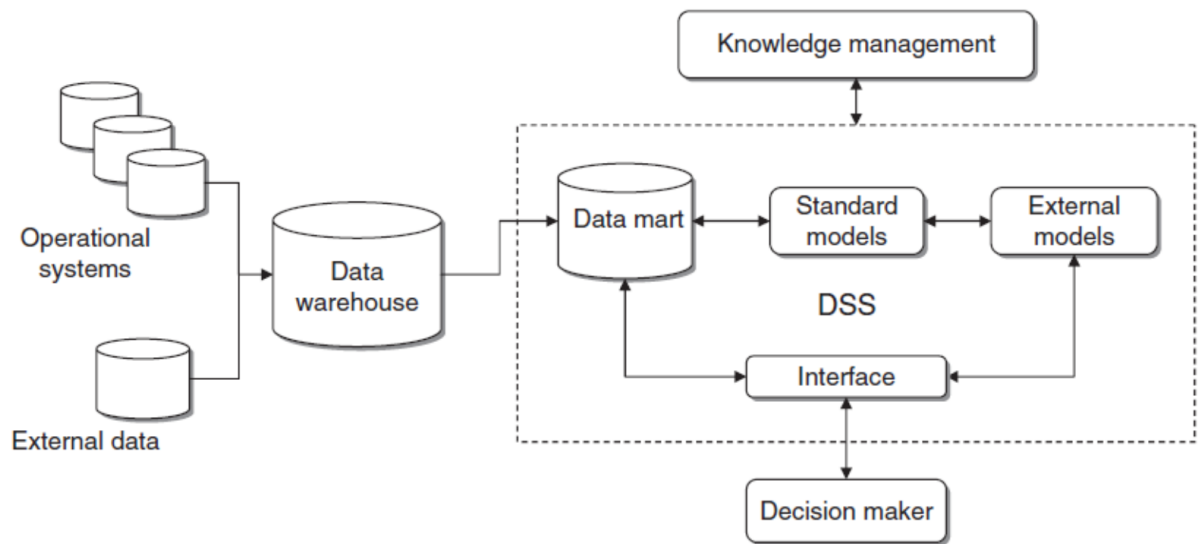 Knowledge management
Operational
systems
Data
warehouse
External data
Data mart
Standard
models
External
models
DSS
Interface
Decision maker